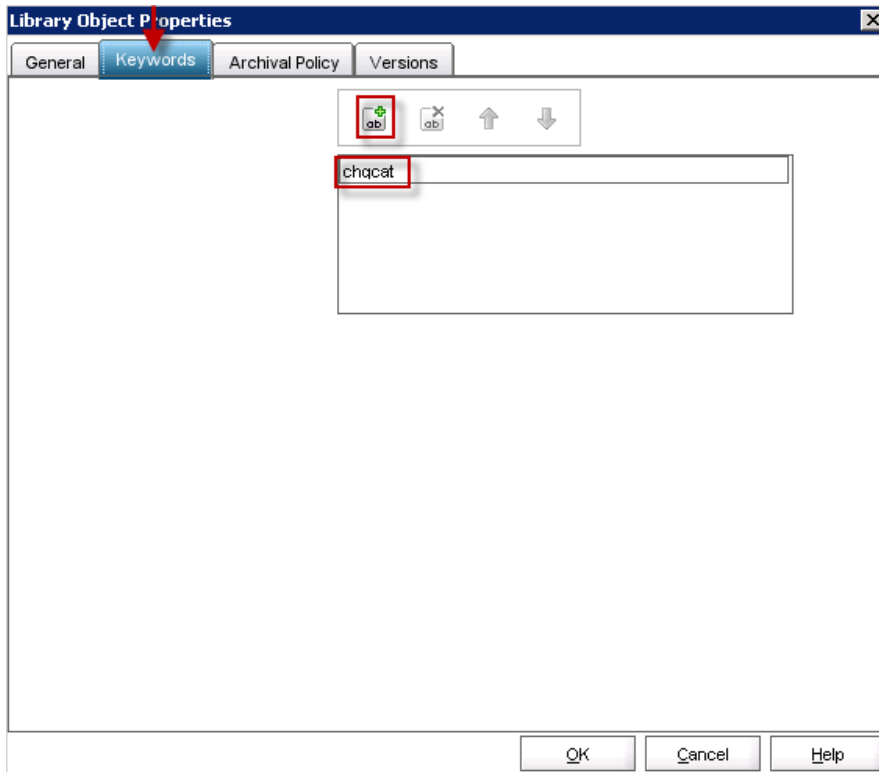 Library Object Properties
General Keywords Archival Policy Versions
ab ab
chqcat
OK Cancel Help